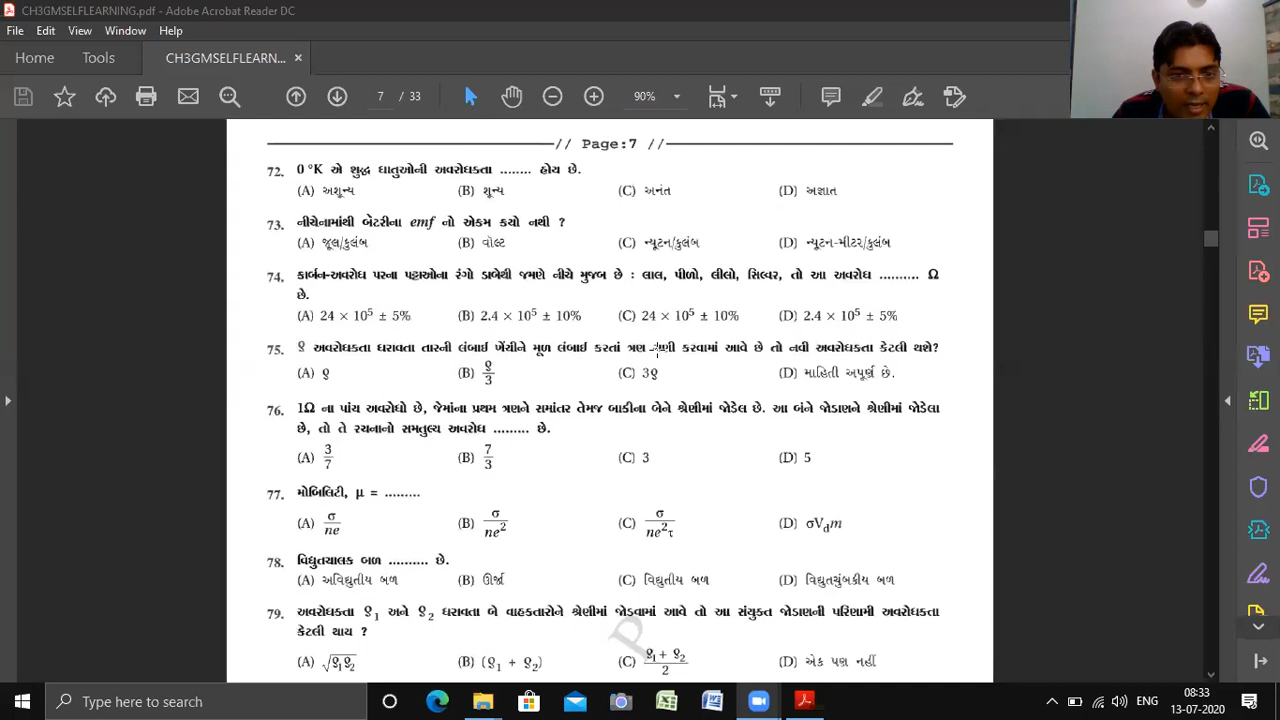 CH3GMSELFLEARNING.pdf - Adobe Acrobat Reader DC
File Edit View Window Help
Home Tools CH3GMSELFLEARN... ×
7 / 33 90%
// Page:7 //
72. 0 °K એ શુદ્ધ ધાતુઓની અવરોધકતા ........ હોય છે.
(A) અશૂન્ય (B) શૂન્ય (C) અનંત (D) અજ્ઞાત
73. નીચેનામાંથી બેટરીના emf નો એકમ કયો નથી ?
(A) જૂલ/કુલંબ (B) વૉલ્ટ (C) ન્યૂટન/કુલંબ (D) ન્યૂટન-મીટર/કુલંબ
74. કાર્બન-અવરોધ પરના પટ્ટાઓના રંગો ડાબેથી જમણે નીચે મુજબ છે : લાલ, પીળો, લીલો, સિલ્વર, તો આ અવરોધ .......... Ω
છે.
(A) 24 × 10⁵ ± 5% (B) 2.4 × 10⁵ ± 10% (C) 24 × 10⁵ ± 10% (D) 2.4 × 10⁵ ± 5%
75. ϱ અવરોધકતા ધરાવતા તારની લંબાઈ ખેંચીને મૂળ લંબાઈ કરતાં ત્રણ ગણી કરવામાં આવે છે તો નવી અવરોધકતા કેટલી થશે?
(A) ϱ (B) ϱ/3 (C) 3ϱ (D) માહિતી અપૂર્ણ છે.
76. 1Ω ના પાંચ અવરોધો છે, જેમાંના પ્રથમ ત્રણને સમાંતર તેમજ બાકીના બેને શ્રેણીમાં જોડેલ છે. આ બંને જોડાણને શ્રેણીમાં જોડેલા
છે, તો તે રચનાનો સમતુલ્ય અવરોધ ......... છે.
(A) 3/7 (B) 7/3 (C) 3 (D) 5
77. મોબિલિટી, μ = .........
(A) σ/ne (B) σ/ne² (C) σ/ne²τ (D) σV_d m
78. વિદ્યુતચાલક બળ .......... છે.
(A) અવિદ્યુતીય બળ (B) ઊર્જા (C) વિદ્યુતીય બળ (D) વિદ્યુતચુંબકીય બળ
79. અવરોધકતા ϱ₁ અને ϱ₂ ધરાવતા બે વાહકતારોને શ્રેણીમાં જોડવામાં આવે તો આ સંયુક્ત જોડાણની પરિણામી અવરોધકતા
કેટલી થાય ?
(A) √ϱ₁ϱ₂ (B) (ϱ₁ + ϱ₂) (C) ϱ₁+ ϱ₂/2 (D) એક પણ નહીં
P
Type here to search
ENG
08:33
13-07-2020